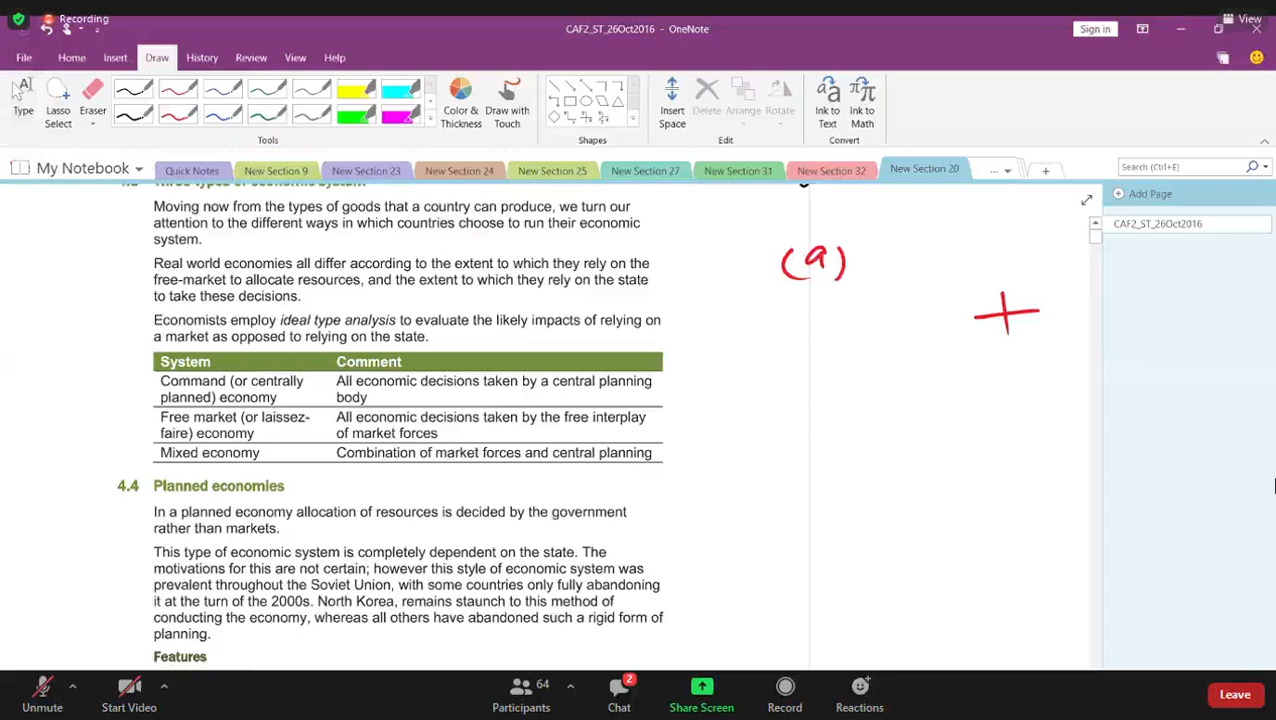 Recording
View
CAF2_ST_26Oct2016 - OneNote
Sign in
File Home Insert Draw History Review View Help
Type
Lasso Select
Eraser
Color & Thickness
Draw with Touch
Insert Space
Delete
Arrange
Rotate
Ink to Text
Ink to Math
Tools
Shapes
Edit
Convert
My Notebook
Quick Notes New Section 9 New Section 23 New Section 24 New Section 25 New Section 27 New Section 31 New Section 32 New Section 20 ...
Search (Ctrl+E)
Add Page
CAF2_ST_26Oct2016
Three types of economic system
Moving now from the types of goods that a country can produce, we turn our
attention to the different ways in which countries choose to run their economic
system.
Real world economies all differ according to the extent to which they rely on the
free-market to allocate resources, and the extent to which they rely on the state
to take these decisions.
Economists employ ideal type analysis to evaluate the likely impacts of relying on
a market as opposed to relying on the state.
System Comment
Command (or centrally planned) economy All economic decisions taken by a central planning body
Free market (or laissez-faire) economy All economic decisions taken by the free interplay of market forces
Mixed economy Combination of market forces and central planning
4.4 Planned economies
In a planned economy allocation of resources is decided by the government
rather than markets.
This type of economic system is completely dependent on the state. The
motivations for this are not certain; however this style of economic system was
prevalent throughout the Soviet Union, with some countries only fully abandoning
it at the turn of the 2000s. North Korea, remains staunch to this method of
conducting the economy, whereas all others have abandoned such a rigid form of
planning.
Features
(a)
+
Unmute
Start Video
64
Participants
2
Chat
Share Screen
Record
Reactions
Leave